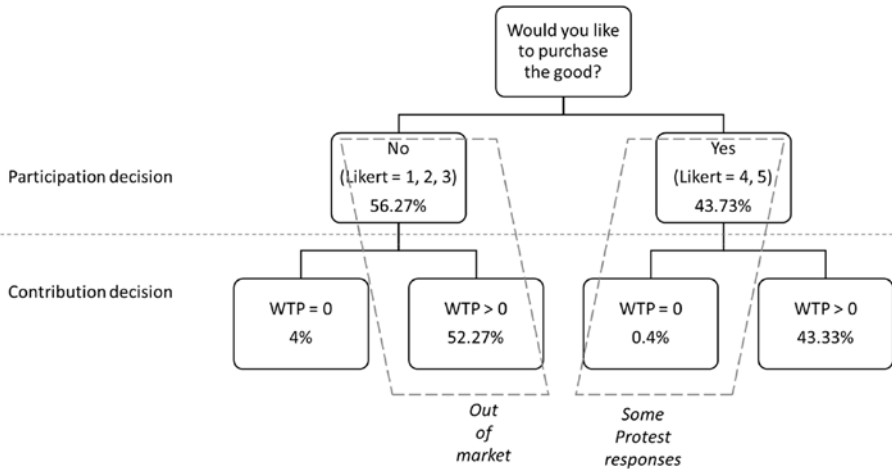 Would you like
to purchase
the good?
Participation decision
No
(Likert = 1, 2, 3)
56.27%
Yes
(Likert = 4, 5)
43.73%
Contribution decision
WTP = 0
4%
WTP > 0
52.27%
WTP = 0
0.4%
WTP > 0
43.33%
Out
of
market
Some
Protest
responses